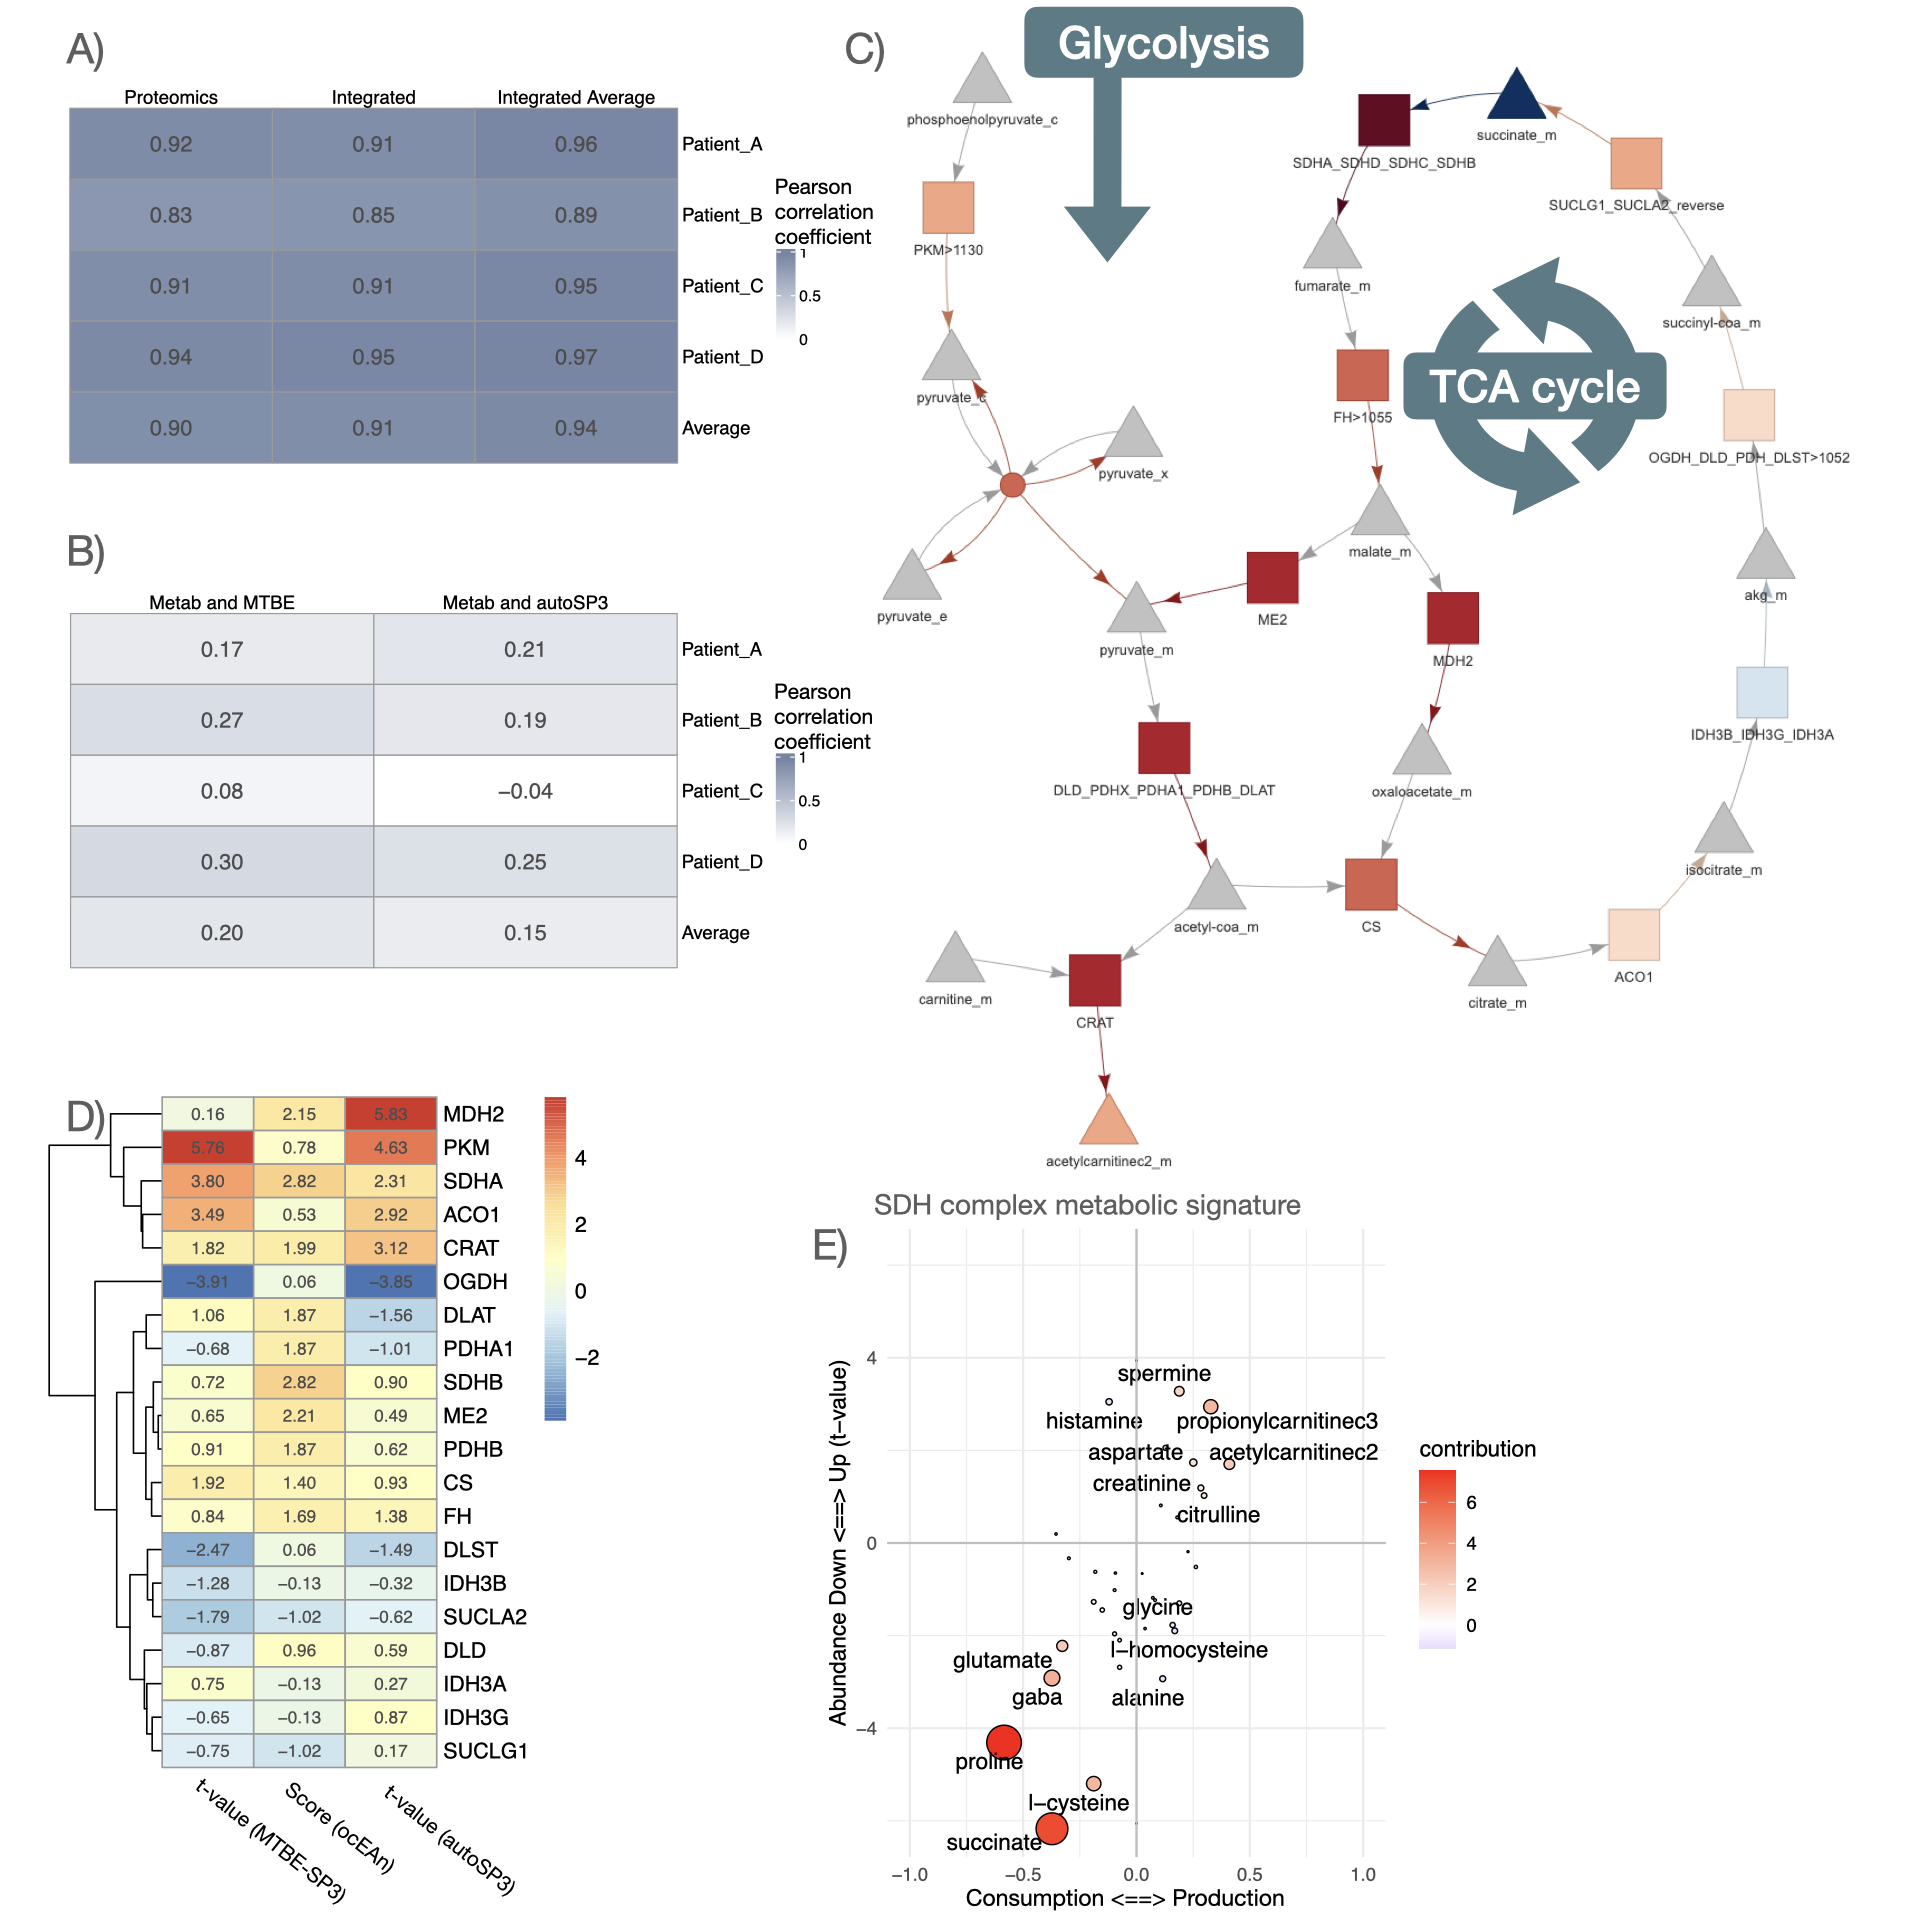 A)
Proteomics Integrated Integrated Average
0.92 0.91 0.96 Patient_A
0.83 0.85 0.89 Patient_B
0.91 0.91 0.95 Patient_C
0.94 0.95 0.97 Patient_D
0.90 0.91 0.94 Average
Pearson
correlation
coefficient
1
0.5
0
B)
Metab and MTBE Metab and autoSP3
0.17 0.21 Patient_A
0.27 0.19 Patient_B
0.08 −0.04 Patient_C
0.30 0.25 Patient_D
0.20 0.15 Average
Pearson
correlation
coefficient
1
0.5
0
C)
Glycolysis
TCA cycle
phosphoenolpyruvate_c
PKM>1130
pyruvate_c
pyruvate_x
pyruvate_e
pyruvate_m
DLD_PDHX_PDHA1_PDHB_DLAT
acetyl-coa_m
carnitine_m
CRAT
acetylcarnitinec2_m
succinate_m
SDHA_SDHD_SDHC_SDHB
SUCLG1_SUCLA2_reverse
fumarate_m
succinyl-coa_m
FH>1055
OGDH_DLD_PDH_DLST>1052
malate_m
akg_m
ME2
MDH2
IDH3B_IDH3G_IDH3A
oxaloacetate_m
isocitrate_m
CS
ACO1
citrate_m
D)
0.16 2.15 5.83 MDH2
5.76 0.78 4.63 PKM
3.80 2.82 2.31 SDHA
3.49 0.53 2.92 ACO1
1.82 1.99 3.12 CRAT
−3.91 0.06 −3.85 OGDH
1.06 1.87 −1.56 DLAT
−0.68 1.87 −1.01 PDHA1
0.72 2.82 0.90 SDHB
0.65 2.21 0.49 ME2
0.91 1.87 0.62 PDHB
1.92 1.40 0.93 CS
0.84 1.69 1.38 FH
−2.47 0.06 −1.49 DLST
−1.28 −0.13 −0.32 IDH3B
−1.79 −1.02 −0.62 SUCLA2
−0.87 0.96 0.59 DLD
0.75 −0.13 0.27 IDH3A
−0.65 −0.13 0.87 IDH3G
−0.75 −1.02 0.17 SUCLG1
t−value (MTBE−SP3)
Score (ocEAn)
t−value (autoSP3)
4
2
0
−2
SDH complex metabolic signature
E)
Abundance Down <==> Up (t−value)
4
0
−4
spermine
histamine propionylcarnitinec3
aspartate acetylcarnitinec2
creatinine
citrulline
glycine
l−homocysteine
glutamate
gaba alanine
proline
l−cysteine
succinate
−1.0 −0.5 0.0 0.5 1.0
Consumption <==> Production
contribution
6
4
2
0